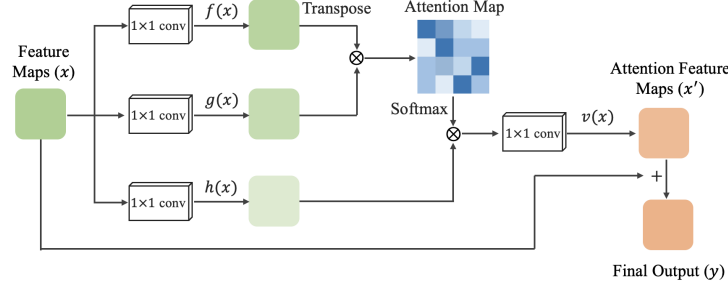 f(x)
Transpose
Attention Map
1×1 conv
Feature
Maps (x)
g(x)
1×1 conv
Softmax
Attention Feature
Maps (x′)
1×1 conv
v(x)
h(x)
1×1 conv
+
Final Output (y)